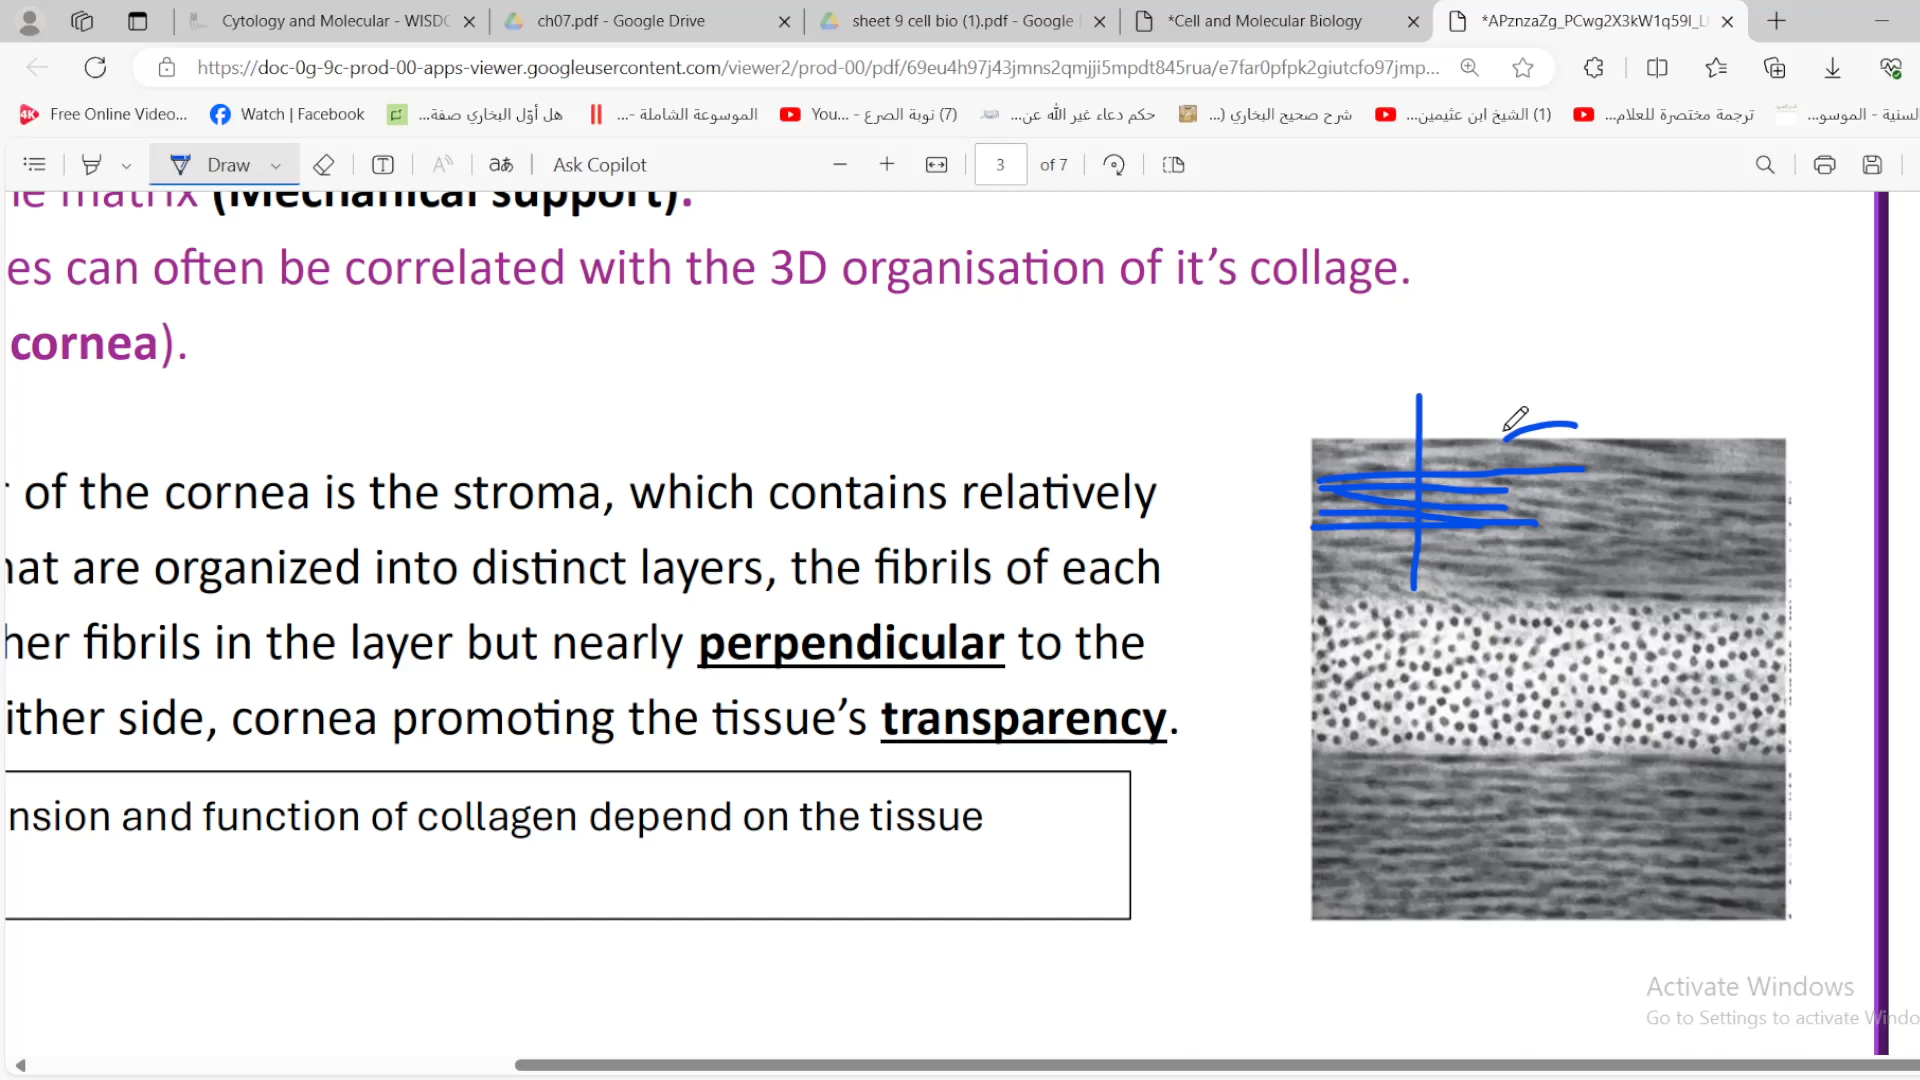 Cytology and Molecular - WISDC
ch07.pdf - Google Drive
sheet 9 cell bio (1).pdf - Google
*Cell and Molecular Biology
*APznzaZg_PCwg2X3kW1q59I_L
https://doc-0g-9c-prod-00-apps-viewer.googleusercontent.com/viewer2/prod-00/pdf/69eu4h97j43jmns2qmjji5mpdt845rua/e7far0pfpk2giutcfo97jmp...
Free Online Video...
Watch | Facebook
هل أوّل البخاري صفة...
الموسوعة الشاملة -...
(7) نوبة الصرع - You...
حكم دعاء غير الله عن...
شرح صحيح البخاري (...
(1) الشيخ ابن عثيمين...
ترجمة مختصرة للعلام...
السنية - الموسو...
Draw
Ask Copilot
3 of 7
le matrix (Mechanical support).
es can often be correlated with the 3D organisation of it’s collage.
cornea).
of the cornea is the stroma, which contains relatively
hat are organized into distinct layers, the fibrils of each
her fibrils in the layer but nearly perpendicular to the
ither side, cornea promoting the tissue’s transparency.
nsion and function of collagen depend on the tissue
Activate Windows
Go to Settings to activate Windo